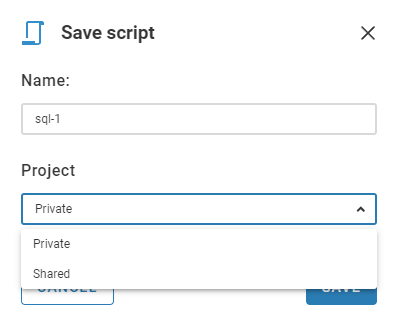 Save script
Name:
sql-1
Project
Private
Private
Shared
CANCEL
SAVE